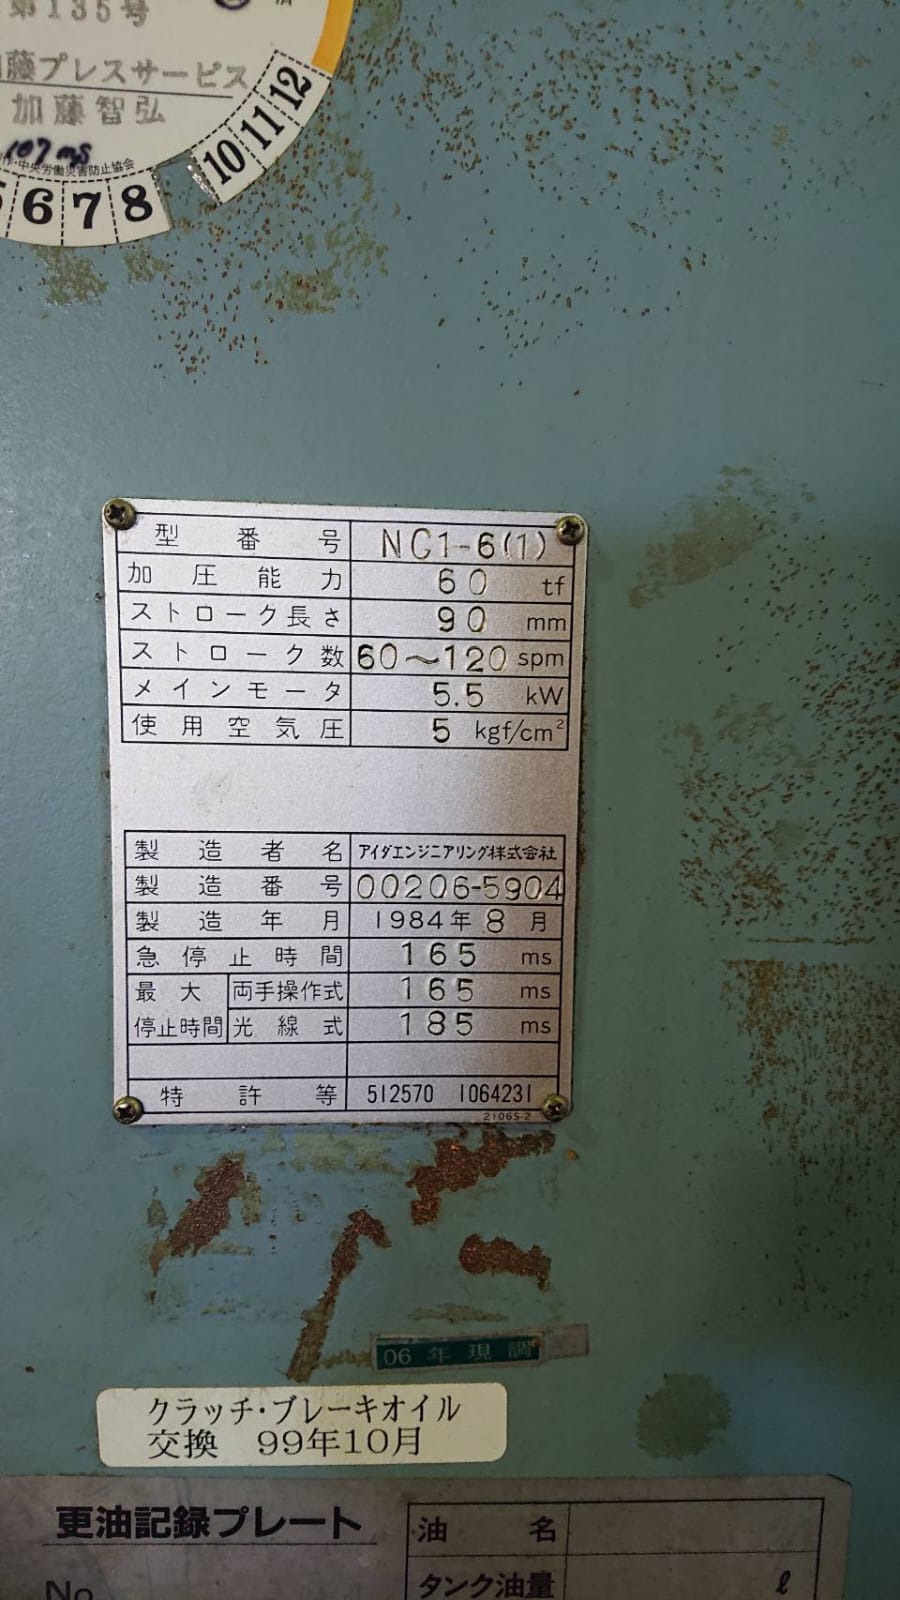 第135号
藤プレスサービス
加藤智弘
107ms
中央労働災害防止協会
6 7 8 10 11 12
型番号 NC1-6(1)
加圧能力 60 tf
ストローク長さ 90 mm
ストローク数 60〜120 spm
メインモータ 5.5 kW
使用空気圧 5 kgf/cm²
製造者名 アイダエンジニアリング株式会社
製造番号 00206-5904
製造年月 1984年8月
急停止時間 165 ms
最大 両手操作式 165 ms
停止時間 光線式 185 ms
特許等 512570 1064231
2106S-2
06年現調
クラッチ・ブレーキオイル
交換 99年10月
更油記録プレート
油名
No
タンク油量 ℓ